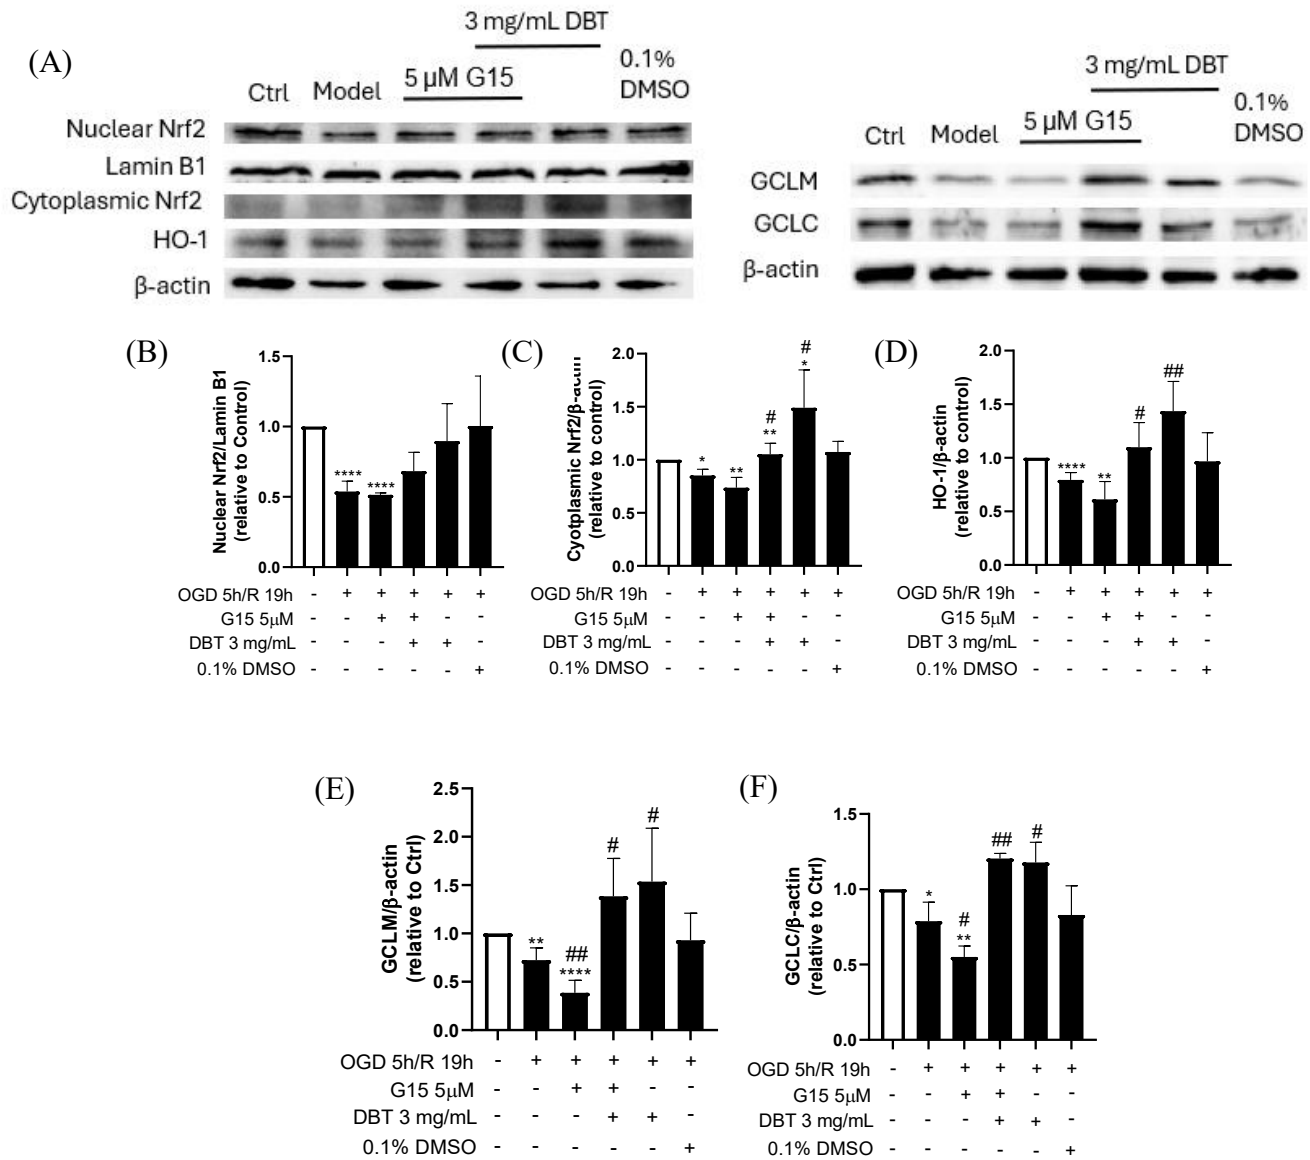 (A)
3 mg/mL DBT
5 µM G15
0.1%
DMSO
Ctrl Model
Nuclear Nrf2
Lamin B1
Cytoplasmic Nrf2
HO-1
β-actin
3 mg/mL DBT
5 µM G15
0.1%
DMSO
Ctrl Model
GCLM
GCLC
β-actin
(B)
Nuclear Nrf2/Lamin B1
(relative to Control)
1.5
1.0
0.5
0.0
**** ****
OGD 5h/R 19h - + + + + +
G15 5μM - - + + - -
DBT 3 mg/mL - - - + + -
0.1% DMSO - - - - - +
(C)
Cyotplasmic Nrf2/β-actin
(relative to control)
2.0
1.5
1.0
0.5
0.0
* ** # ** # *
OGD 5h/R 19h - + + + + +
G15 5μM - - + + - -
DBT 3 mg/mL - - - + + -
0.1% DMSO - - - - - +
(D)
HO-1/β-actin
(relative to control)
2.0
1.5
1.0
0.5
0.0
**** ** # ##
OGD 5h/R 19h - + + + + +
G15 5μM - - + + - -
DBT 3 mg/mL - - - + + -
0.1% DMSO - - - - - +
(E)
GCLM/β-actin
(relative to Ctrl)
2.5
2.0
1.5
1.0
0.5
0.0
** ## **** # #
OGD 5h/R 19h - + + + + +
G15 5μM - - + + - -
DBT 3 mg/mL - - - + + -
0.1% DMSO - - - - - +
(F)
GCLC/β-actin
(relative to Ctrl)
1.5
1.0
0.5
0.0
* # ** ## #
OGD 5h/R 19h - + + + + +
G15 5μM - - + + - -
DBT 3 mg/mL - - - + + -
0.1% DMSO - - - - - +